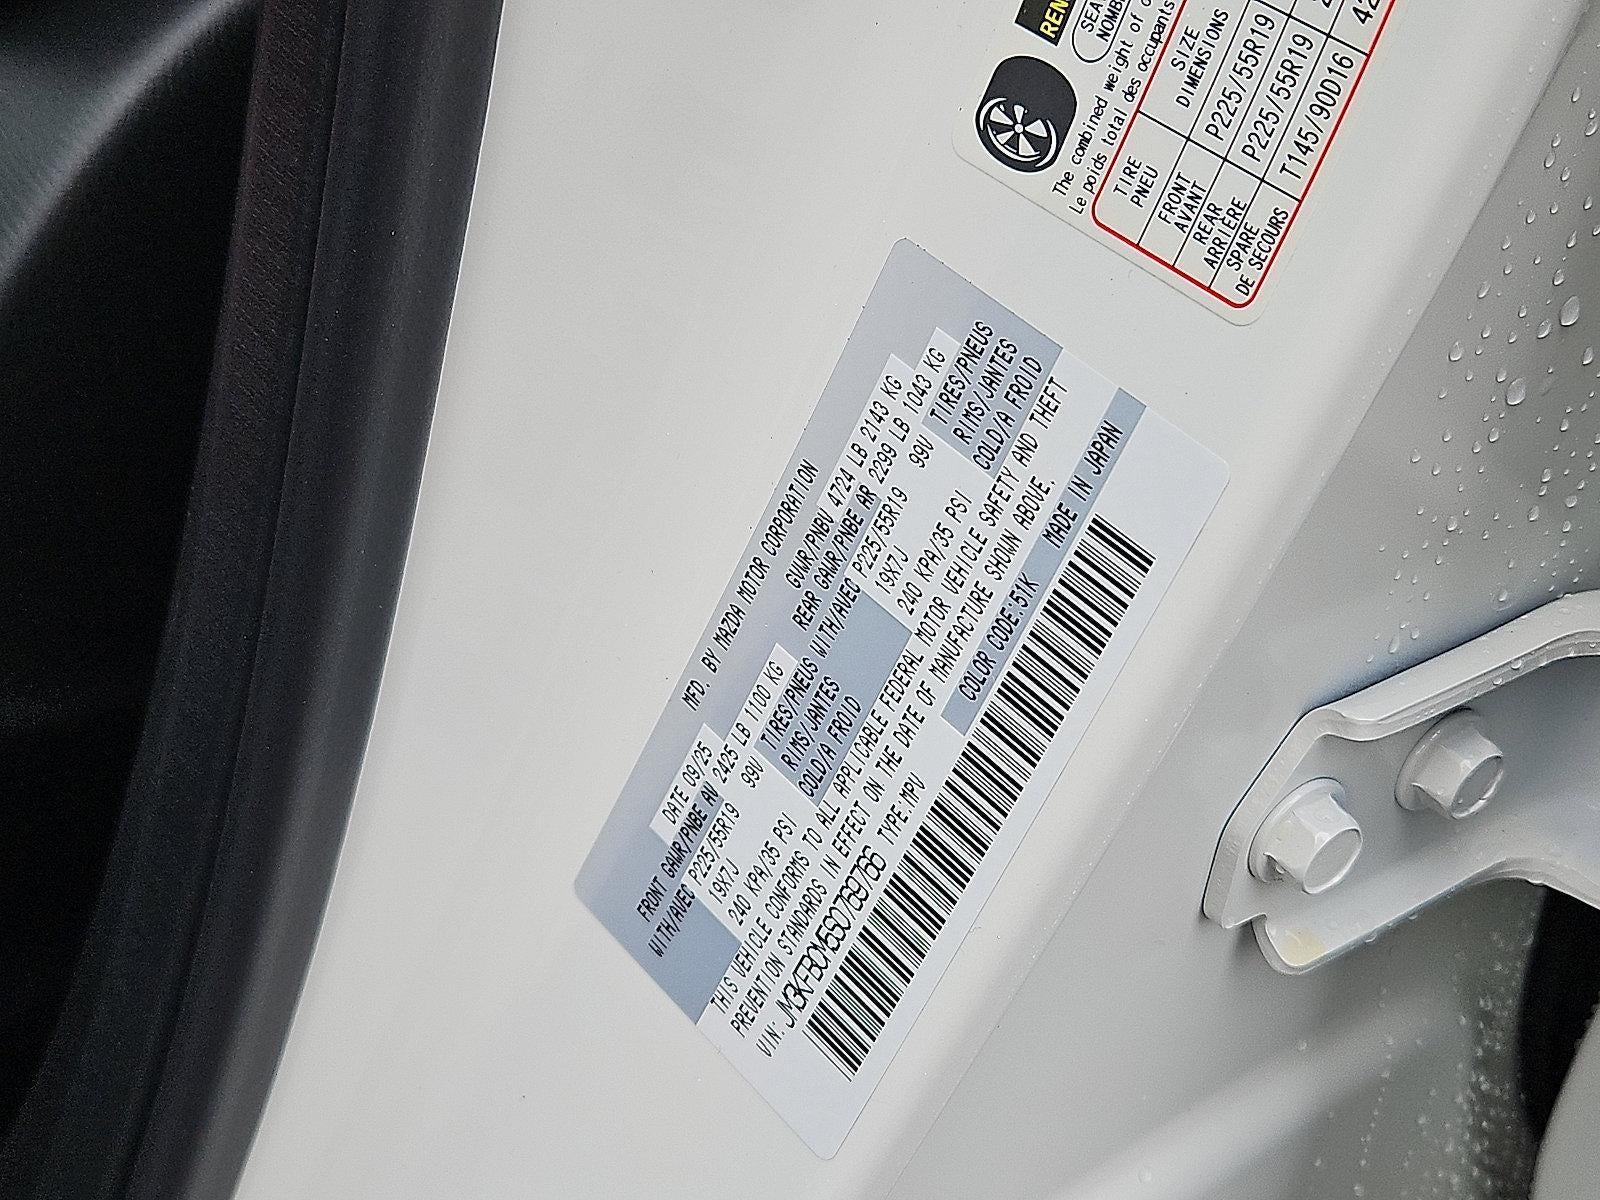 MFD. BY MAZDA MOTOR CORPORATION
DATE 09/25 GVWR/PNBV 4724 LB 2143 KG
FRONT GAWR/PNBE AV 2425 LB 1100 KG REAR GAWR/PNBE AR 2299 LB 1043 KG
WITH/AVEC P225/55R19 99V TIRES/PNEUS WITH/AVEC P225/55R19 99V TIRES/PNEUS
19X7J RIMS/JANTES 19X7J RIMS/JANTES
240 KPA/35 PSI COLD/A FROID 240 KPA/35 PSI COLD/A FROID
THIS VEHICLE CONFORMS TO ALL APPLICABLE FEDERAL MOTOR VEHICLE SAFETY AND THEFT
PREVENTION STANDARDS IN EFFECT ON THE DATE OF MANUFACTURE SHOWN ABOVE.
VIN: JM3KFBCM5S0769766 TYPE:MPV COLOR CODE:51K MADE IN JAPAN
The combined weight of
Le poids total des occupants
TIRE PNEU SIZE DIMENSIONS
FRONT AVANT P225/55R19
REAR ARRIÈRE P225/55R19
SPARE DE SECOURS T145/90D16